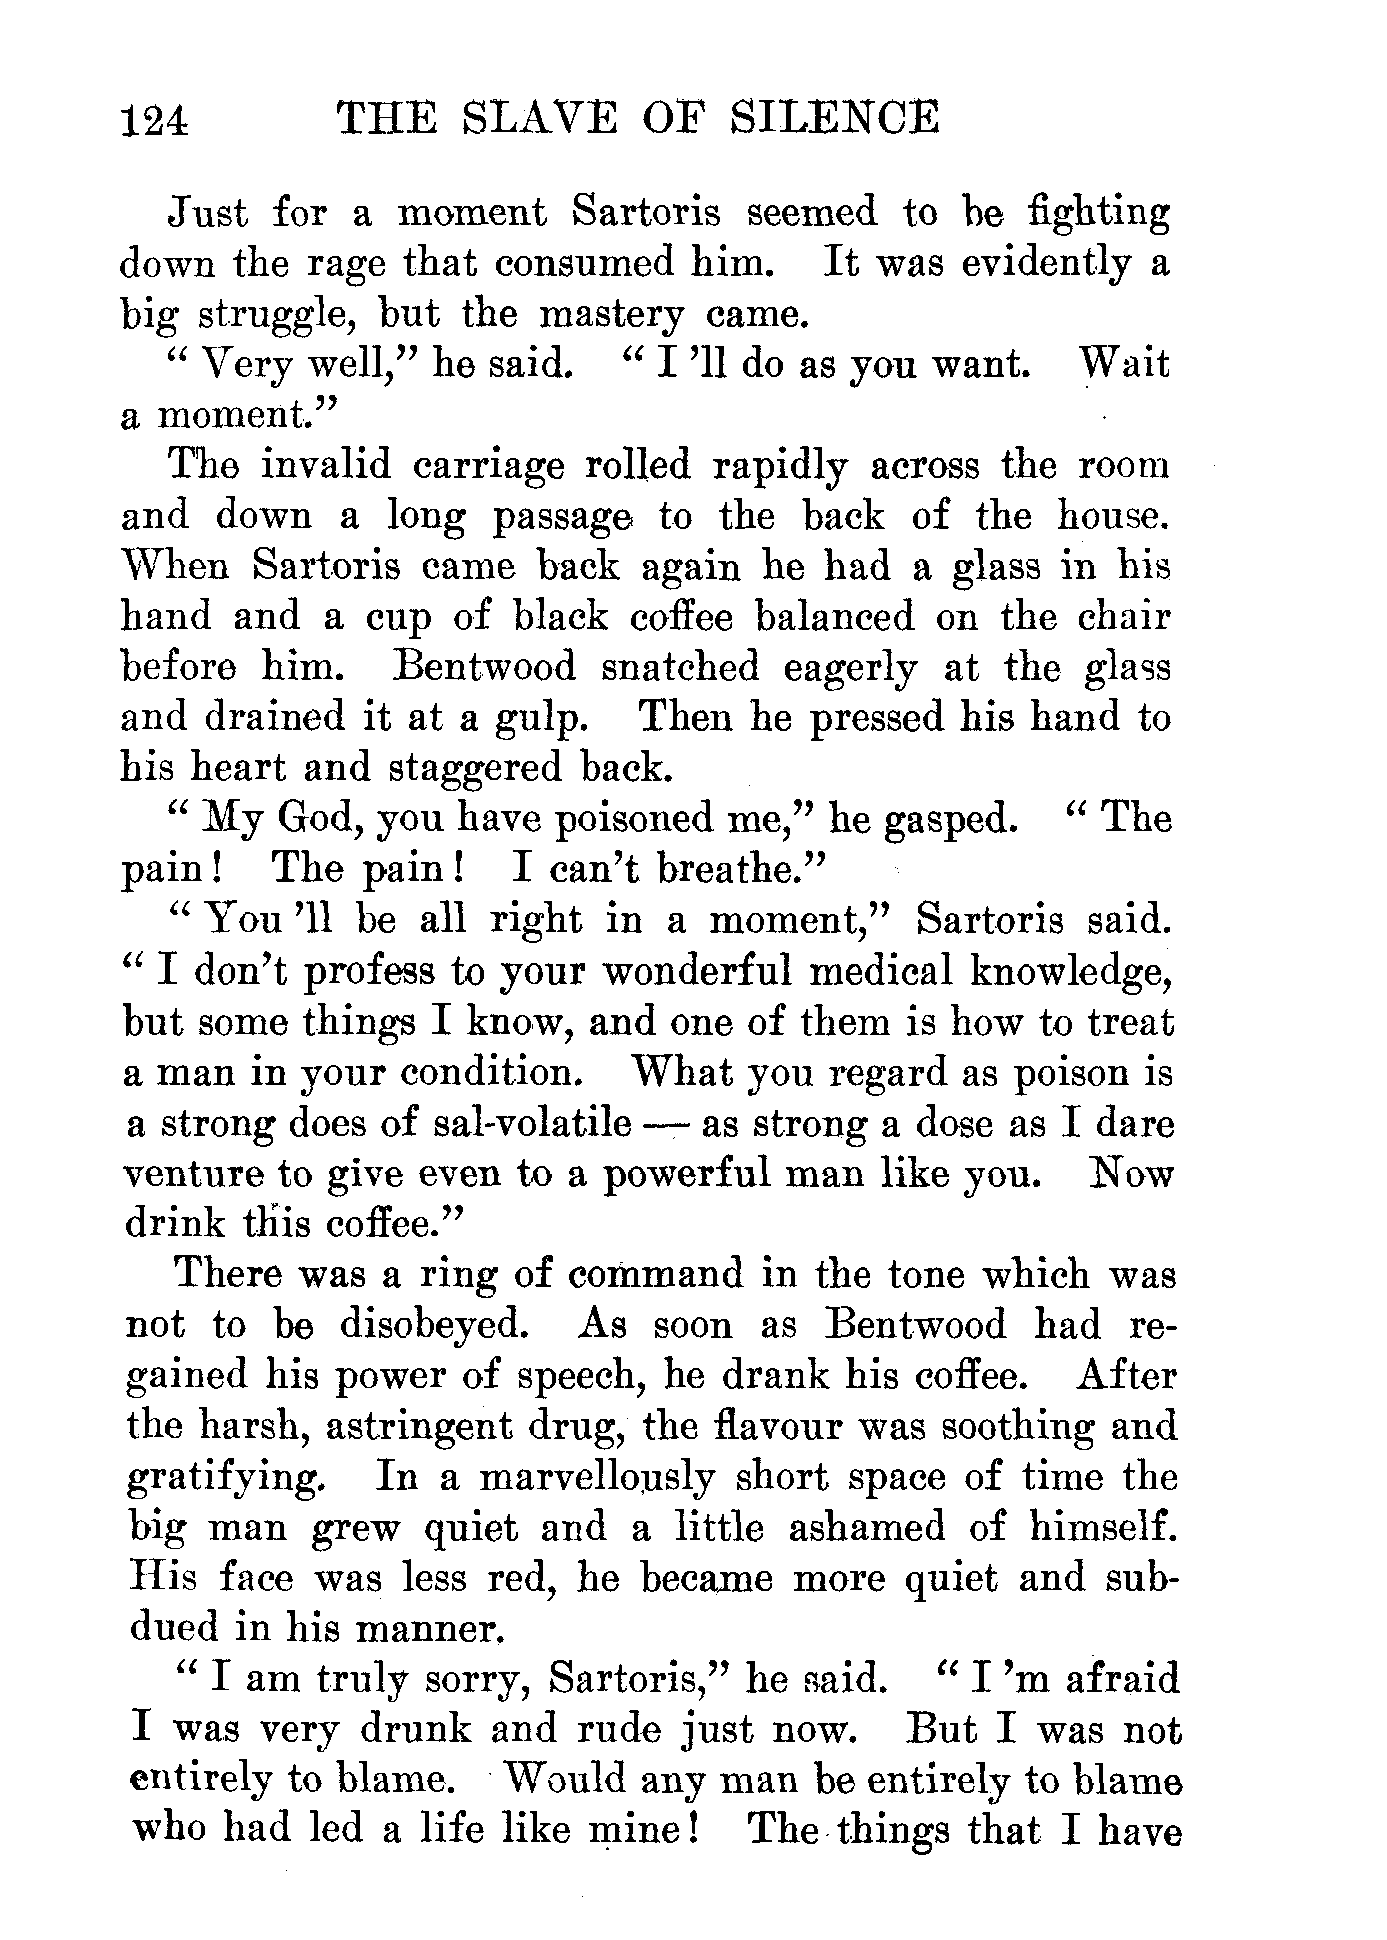 124 THE SLAVE OF SILENCE
Just for a moment Sartoris seemed to be fighting
down the rage that consumed him. It was evidently a
big struggle, but the mastery came.
“ Very well,” he said. “ I ’ll do as you want. Wait
a moment.”
The invalid carriage rolled rapidly across the room
and down a long passage to the back of the house.
When Sartoris came back again he had a glass in his
hand and a cup of black coffee balanced on the chair
before him. Bentwood snatched eagerly at the glass
and drained it at a gulp. Then he pressed his hand to
his heart and staggered back.
“ My God, you have poisoned me,” he gasped. “ The
pain! The pain! I can’t breathe.”
“ You ’ll be all right in a moment,” Sartoris said.
“ I don’t profess to your wonderful medical knowledge,
but some things I know, and one of them is how to treat
a man in your condition. What you regard as poison is
a strong does of sal-volatile — as strong a dose as I dare
venture to give even to a powerful man like you. Now
drink this coffee.”
There was a ring of command in the tone which was
not to be disobeyed. As soon as Bentwood had re-
gained his power of speech, he drank his coffee. After
the harsh, astringent drug, the flavour was soothing and
gratifying. In a marvellously short space of time the
big man grew quiet and a little ashamed of himself.
His face was less red, he became more quiet and sub-
dued in his manner.
“ I am truly sorry, Sartoris,” he said. “ I ’m afraid
I was very drunk and rude just now. But I was not
entirely to blame. Would any man be entirely to blame
who had led a life like mine! The things that I have